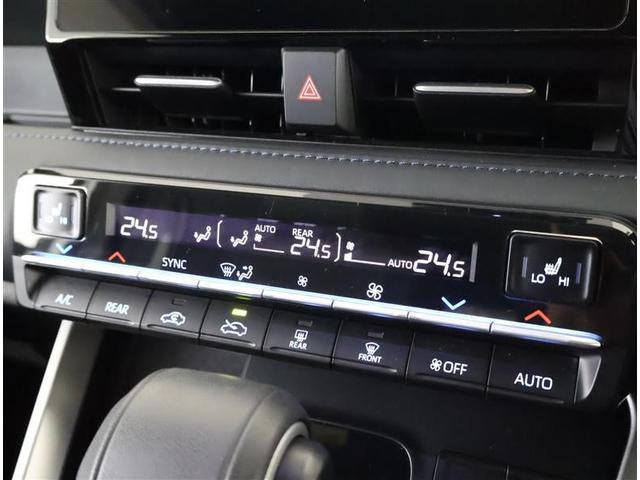 LO HI
24.5
AUTO REAR
24.5
AUTO 24.5
LO HI
SYNC
A/C
REAR
REAR
FRONT
OFF
AUTO